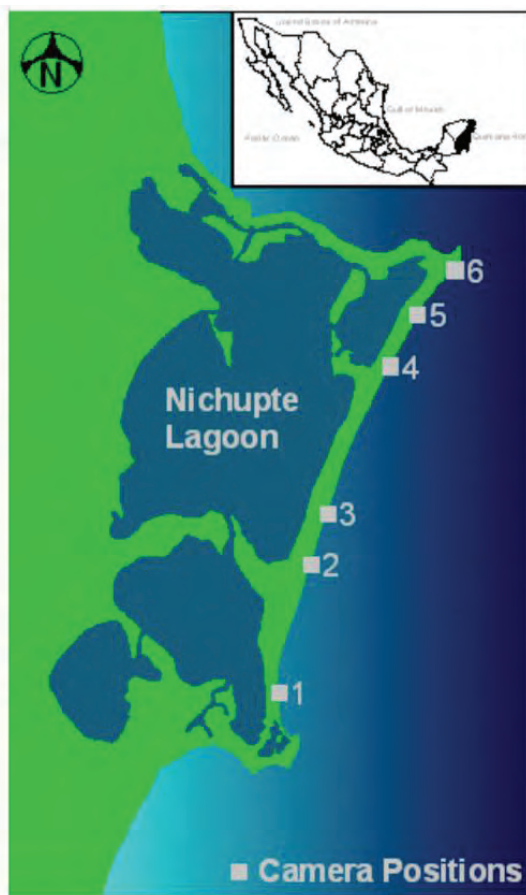 N
United States of America
Gulf of Mexico
Pacific Ocean
6
5
4
Nichupte
Lagoon
3
2
1
Camera Positions